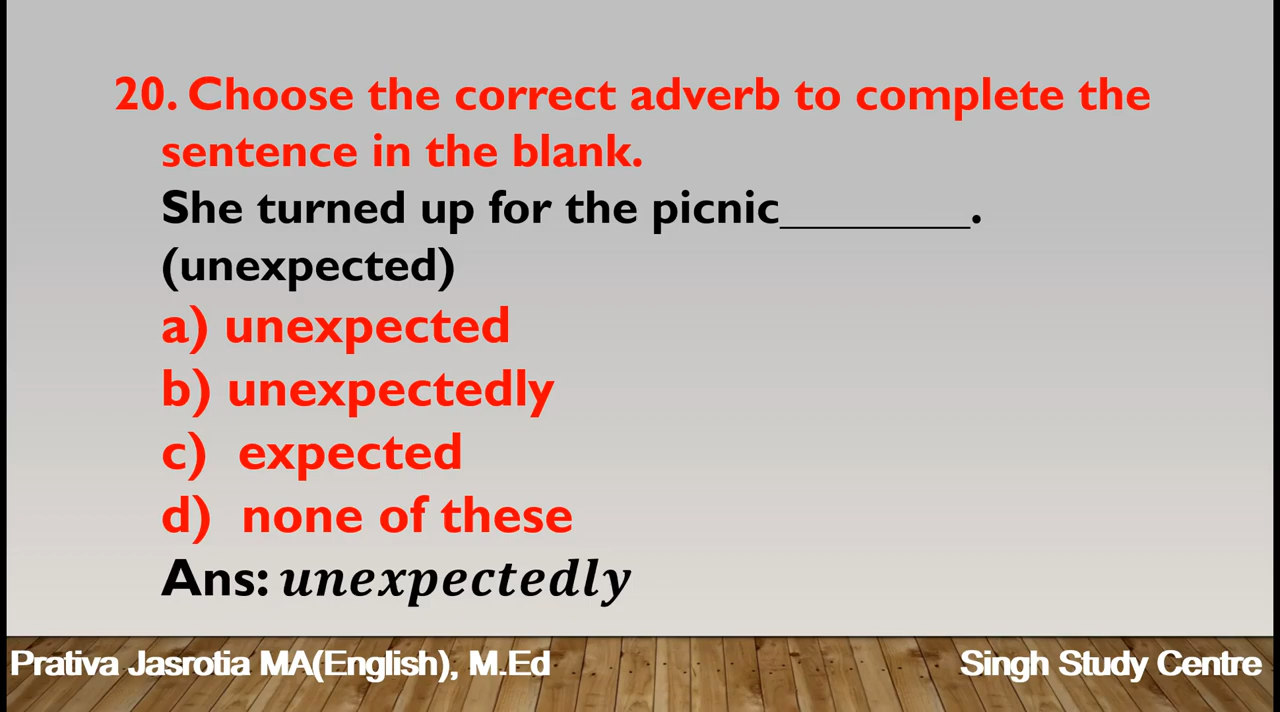 20. Choose the correct adverb to complete the
sentence in the blank.
She turned up for the picnic________.
(unexpected)
a) unexpected
b) unexpectedly
c) expected
d) none of these
Ans: unexpectedly
Prativa Jasrotia MA(English), M.Ed
Singh Study Centre